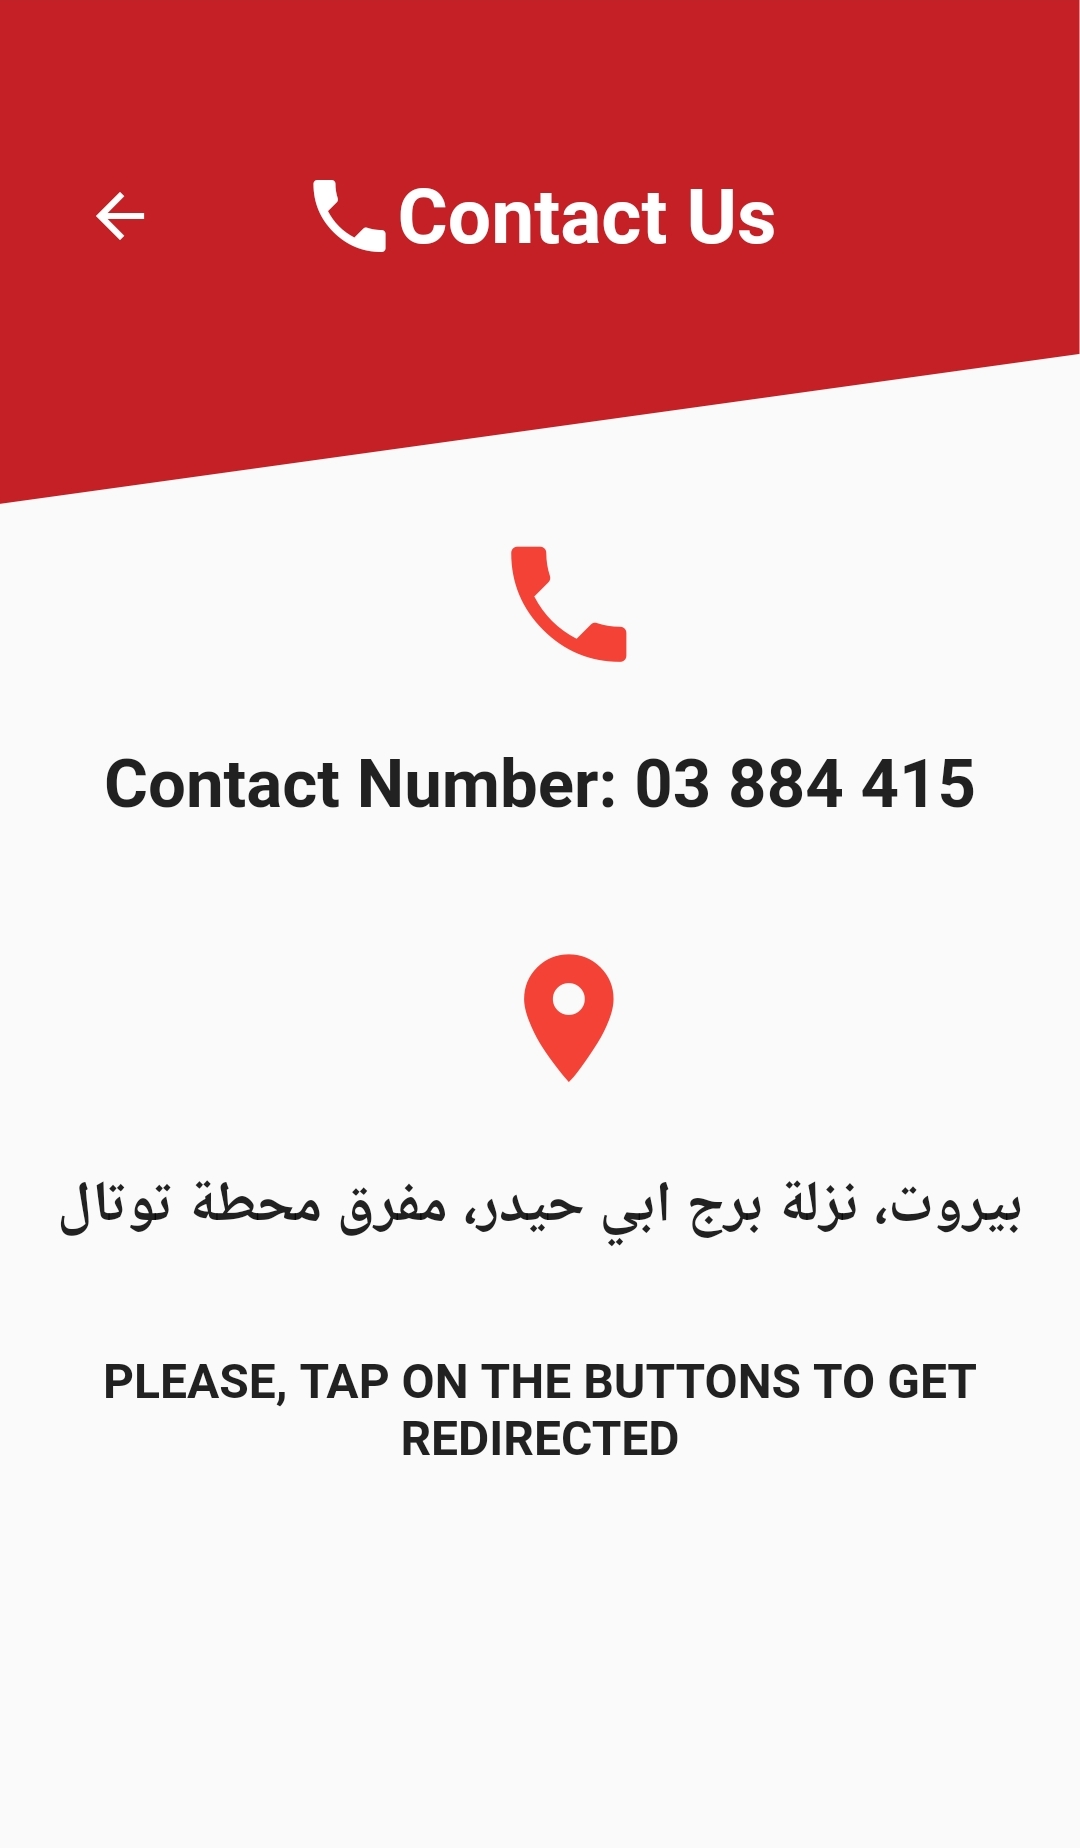 Contact Us
Contact Number: 03 884 415
بيروت، نزلة برج ابي حيدر، مفرق محطة توتال
PLEASE, TAP ON THE BUTTONS TO GET
REDIRECTED